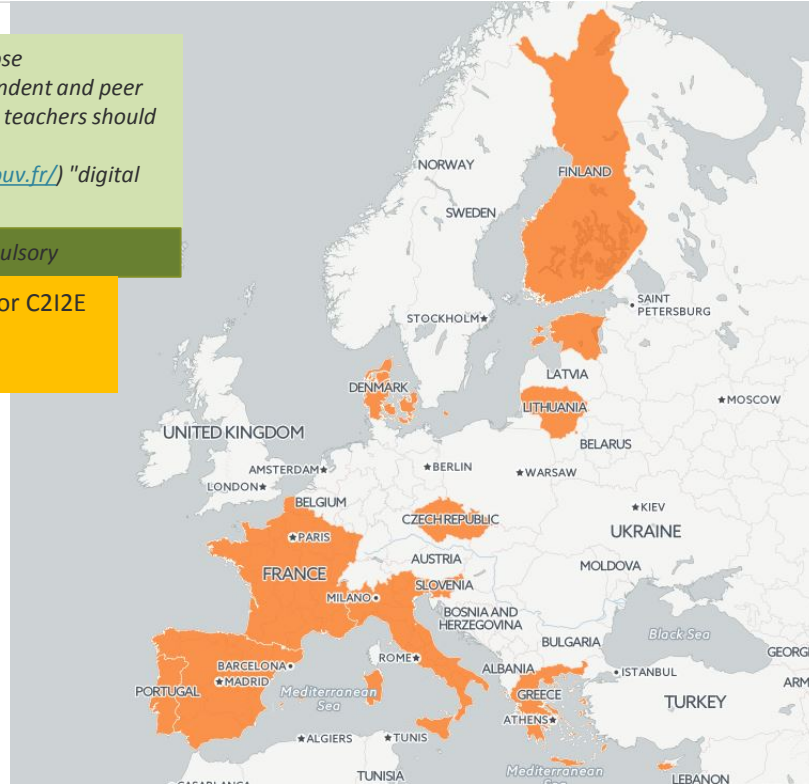 ose
ndent and peer
teachers should
ouv.fr/) "digital
ulsory
or C2I2E
NORWAY
FINLAND
SWEDEN
SAINT
PETERSBURG
STOCKHOLM
LATVIA
DENMARK
LITHUANIA
MOSCOW
UNITED KINGDOM
BELARUS
AMSTERDAM
BERLIN
WARSAW
LONDON
BELGIUM
KIEV
CZECH REPUBLIC
UKRAINE
PARIS
AUSTRIA
MOLDOVA
FRANCE
SLOVENIA
MILANO
BOSNIA AND
HERZEGOVINA
Black Sea
BULGARIA
GEORG
BARCELONA
ROME
ALBANIA
ISTANBUL
MADRID
ARM
PORTUGAL
Mediterranean
Sea
GREECE
TURKEY
ATHENS
ALGIERS
TUNIS
Mediterranean
TUNISIA
LEBANON